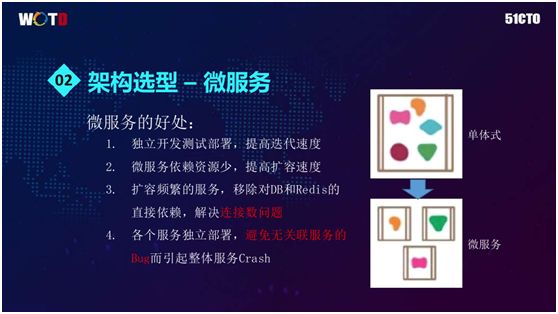 WOTD
51CTO
02 架构选型 – 微服务
微服务的好处:
1. 独立开发测试部署, 提高迭代速度
2. 微服务依赖资源少, 提高扩容速度
3. 扩容频繁的服务, 移除对DB和Redis的
直接依赖, 解决连接数问题
4. 各个服务独立部署, 避免无关联服务的
Bug而引起整体服务Crash
单体式
微服务